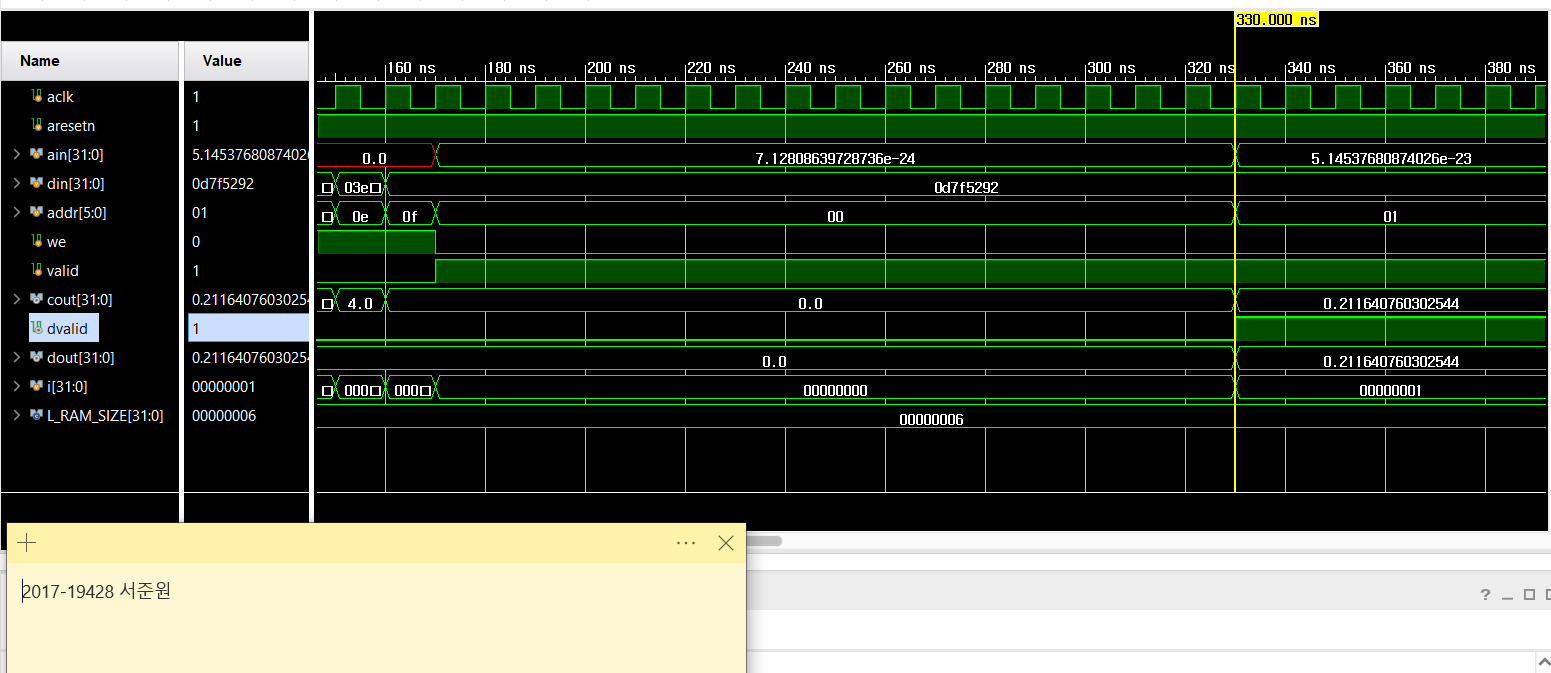 330.000 ns
Name Value
160 ns 180 ns 200 ns 220 ns 240 ns 260 ns 280 ns 300 ns 320 ns 340 ns 360 ns 380 ns
aclk 1
aresetn 1
ain[31:0] 5.1453768087402 0.0 7.12808639728736e-24 5.14537680874026e-23
din[31:0] 0d7f5292 03e 0d7f5292
addr[5:0] 01 0e 0f 00 01
we 0
valid 1
cout[31:0] 0.21164076030254 4.0 0.0 0.211640760302544
dvalid 1
dout[31:0] 0.21164076030254 0.0 0.211640760302544
i[31:0] 00000001 000 000 00000000 00000001
L_RAM_SIZE[31:0] 00000006 00000006
2017-19428 서준원
?